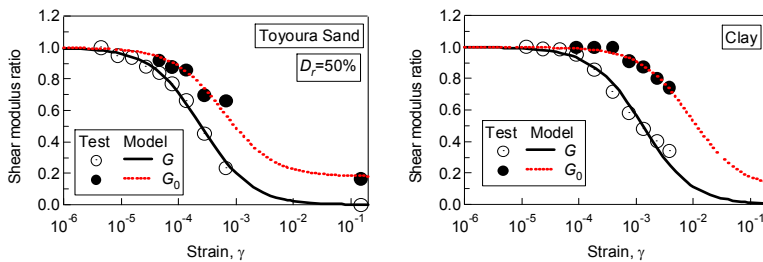 Shear modulus ratio
1.2
1.0
0.8
0.6
0.4
0.2
0.0
Toyoura Sand
Dr=50%
Test Model
G
G0
10-6 10-5 10-4 10-3 10-2 10-1
Strain, γ
Shear modulus ratio
1.2
1.0
0.8
0.6
0.4
0.2
0.0
Clay
Test Model
G
G0
10-6 10-5 10-4 10-3 10-2 10-1
Strain, γ